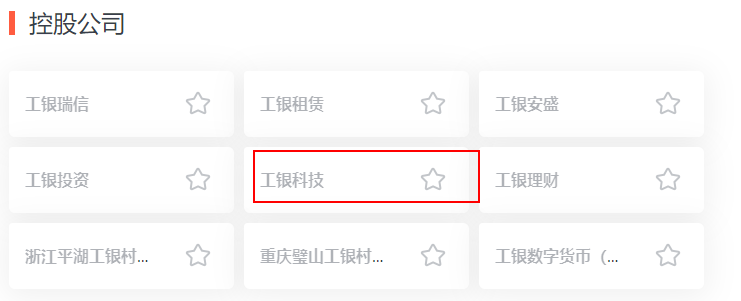 控股公司
工银瑞信
工银租赁
工银安盛
工银投资
工银科技
工银理财
浙江平湖工银村...
重庆璧山工银村...
工银数字货币（...